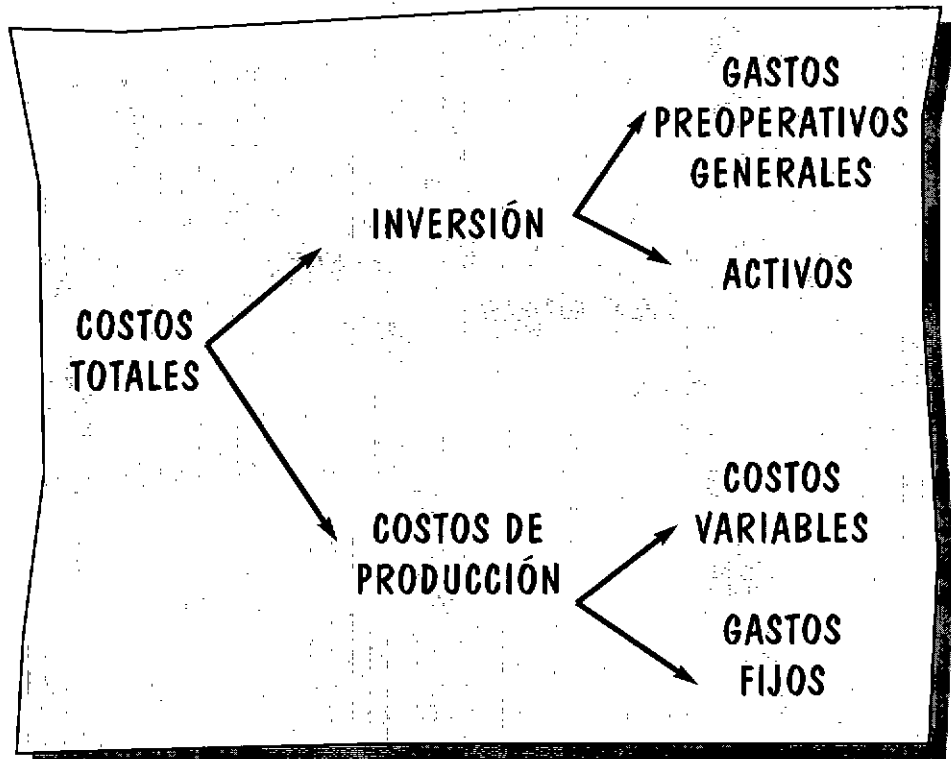 COSTOS
TOTALES
INVERSIÓN
GASTOS
PREOPERATIVOS
GENERALES
ACTIVOS
COSTOS DE
PRODUCCIÓN
COSTOS
VARIABLES
GASTOS
FIJOS